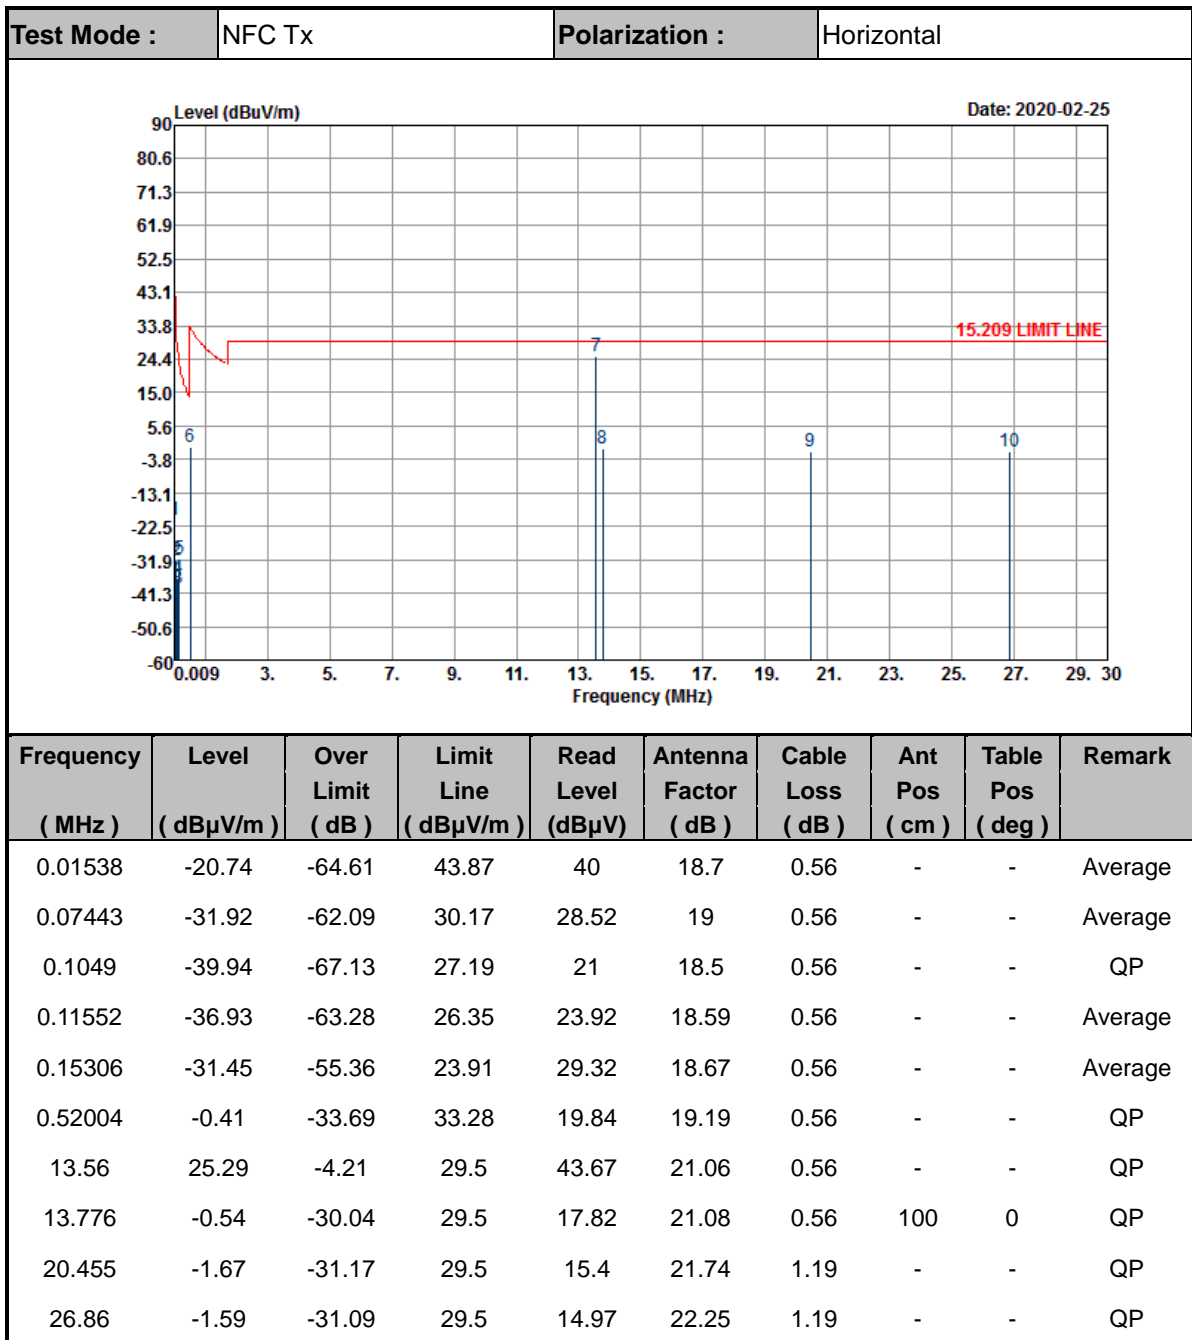 Test Mode : NFC Tx Polarization : Horizontal
Level (dBuV/m) Date: 2020-02-25
90
80.6
71.3
61.9
52.5
43.1
33.8
15.209 LIMIT LINE
7
24.4
15.0
5.6
6 8 9 10
-3.8
-13.1
-22.5
5
-31.9
-41.3
-50.6
-60
0.009 3. 5. 7. 9. 11. 13. 15. 17. 19. 21. 23. 25. 27. 29. 30
Frequency (MHz)
Frequency Level Over Limit Read Antenna Cable Ant Table Remark
Limit Line Level Factor Loss Pos Pos
( MHz ) ( dBµV/m ) ( dB ) ( dBµV/m ) (dBµV) ( dB ) ( dB ) ( cm ) ( deg )
0.01538 -20.74 -64.61 43.87 40 18.7 0.56 - - Average
0.07443 -31.92 -62.09 30.17 28.52 19 0.56 - - Average
0.1049 -39.94 -67.13 27.19 21 18.5 0.56 - - QP
0.11552 -36.93 -63.28 26.35 23.92 18.59 0.56 - - Average
0.15306 -31.45 -55.36 23.91 29.32 18.67 0.56 - - Average
0.52004 -0.41 -33.69 33.28 19.84 19.19 0.56 - - QP
13.56 25.29 -4.21 29.5 43.67 21.06 0.56 - - QP
13.776 -0.54 -30.04 29.5 17.82 21.08 0.56 100 0 QP
20.455 -1.67 -31.17 29.5 15.4 21.74 1.19 - - QP
26.86 -1.59 -31.09 29.5 14.97 22.25 1.19 - - QP